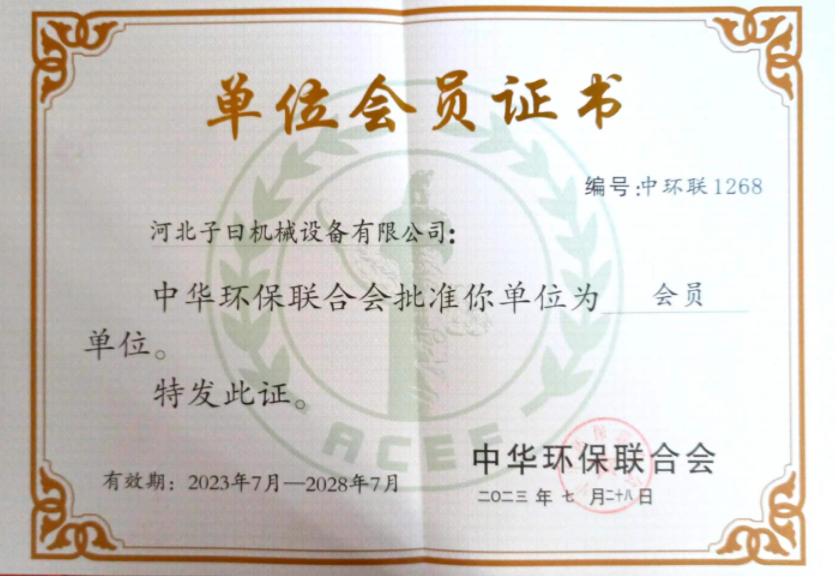 单位会员证书
编号:中环联1268
河北子曰机械设备有限公司:
中华环保联合会批准你单位为 会员
单位。
特发此证。
ACEF
中华环保联合会
有效期：2023年7月—2028年7月
二〇二三年七月二十八日